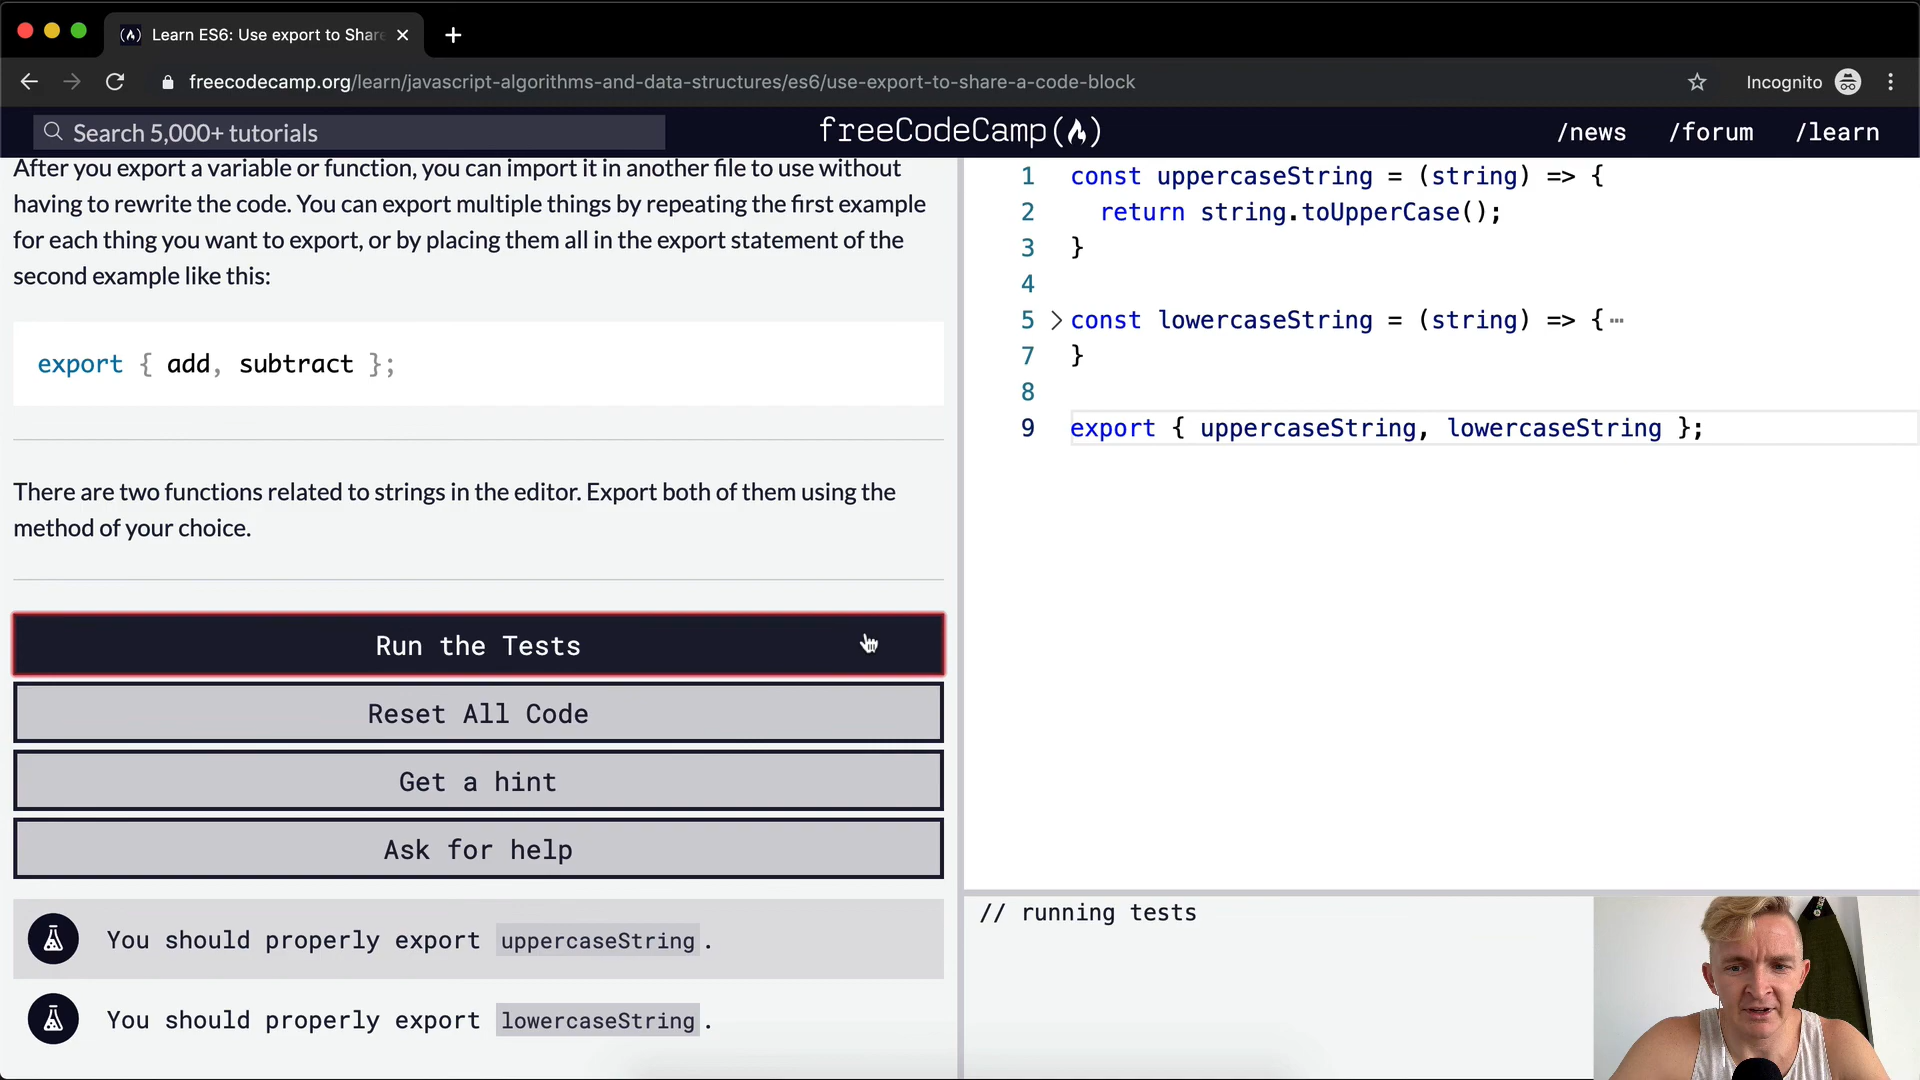 Learn ES6: Use export to Shar
freecodecamp.org/learn/javascript-algorithms-and-data-structures/es6/use-export-to-share-a-code-block
Incognito
Search 5,000+ tutorials
freeCodeCamp
/news /forum /learn
After you export a variable or function, you can import it in another file to use without
having to rewrite the code. You can export multiple things by repeating the first example
for each thing you want to export, or by placing them all in the export statement of the
second example like this:
export { add, subtract };
There are two functions related to strings in the editor. Export both of them using the
method of your choice.
Run the Tests
Reset All Code
Get a hint
Ask for help
You should properly export uppercaseString.
You should properly export lowercaseString.
1 const uppercaseString = (string) => {
2 return string.toUpperCase();
3 }
4
5 const lowercaseString = (string) => {
7 }
8
9 export { uppercaseString, lowercaseString };
// running tests